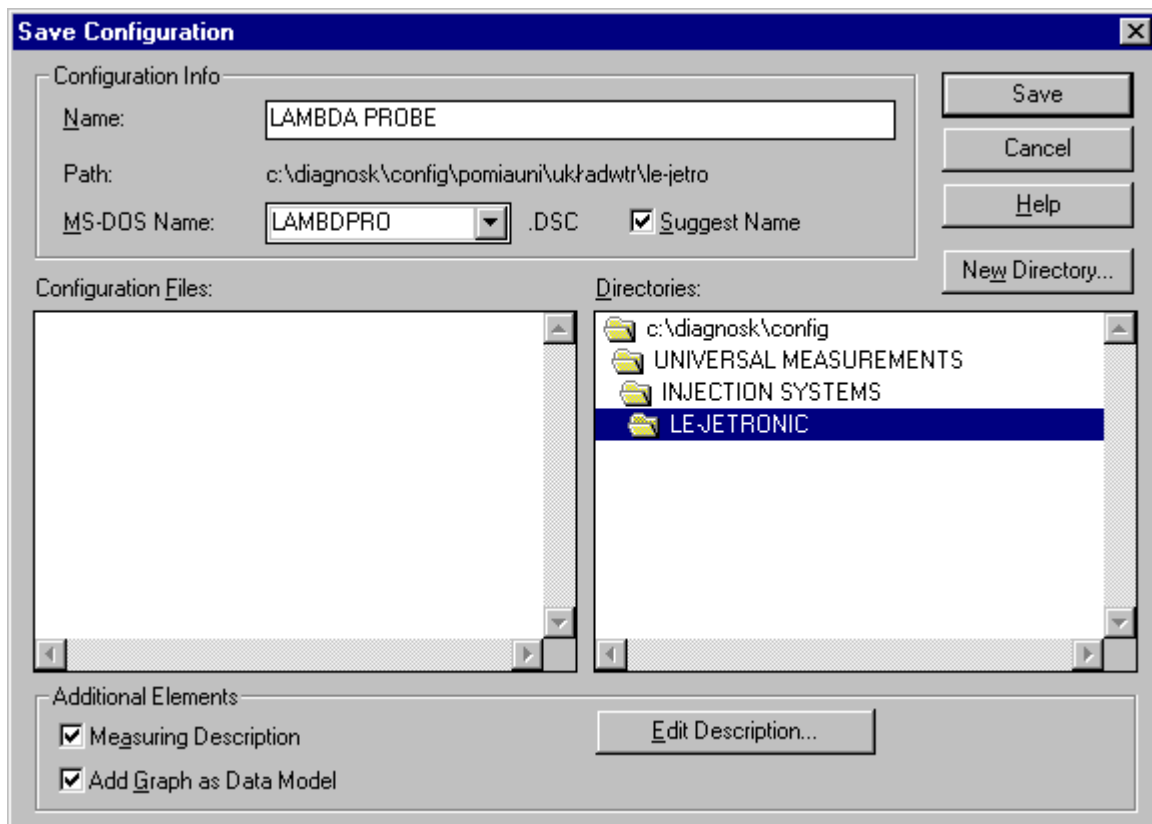 Save Configuration
Configuration Info
Name:
LAMBDA PROBE
Path:
c:\diagnosk\config\pomiauni\układwtr\le-jetro
MS-DOS Name:
LAMBDPRO
.DSC
Suggest Name
Save
Cancel
Help
New Directory...
Configuration Files:
Directories:
c:\diagnosk\config
UNIVERSAL MEASUREMENTS
INJECTION SYSTEMS
LE-JETRONIC
Additional Elements
Measuring Description
Edit Description...
Add Graph as Data Model